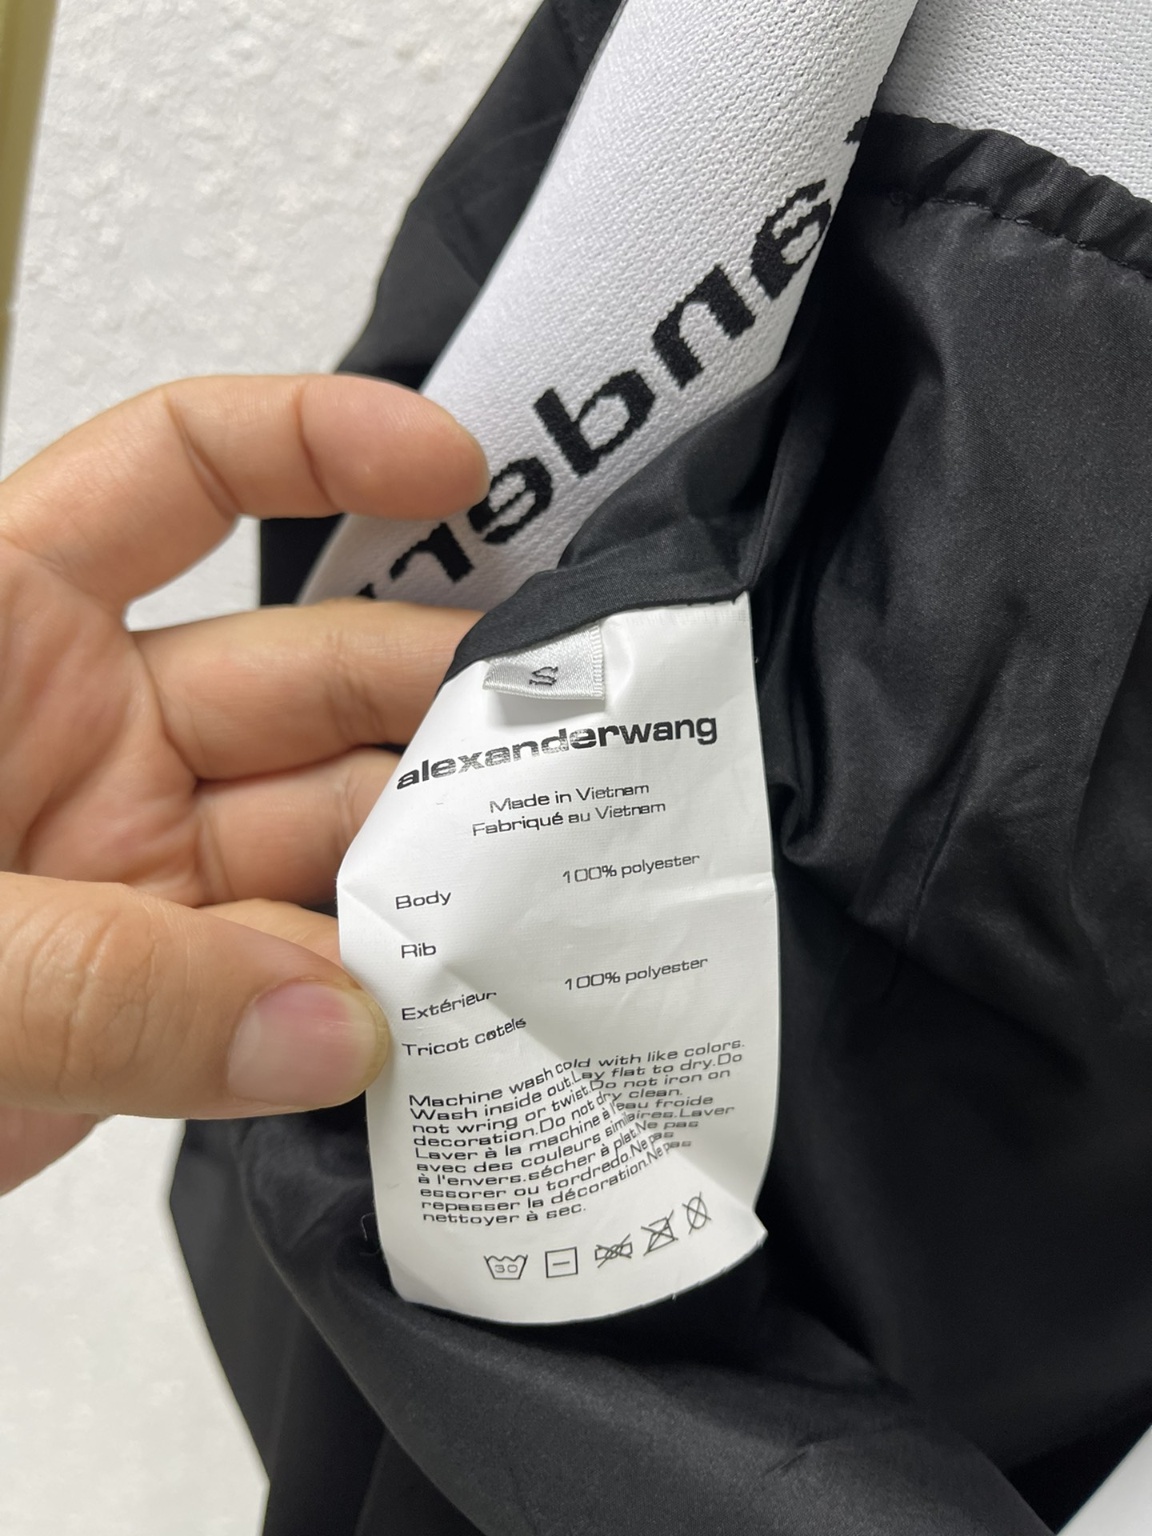 S
alexanderwang
Made in Vietnam
Fabriqué au Vietnam
Body 100% polyester
Rib
Extérieur 100% polyester
Tricot cotels
Machine wash cold with like colors.
Wash inside out.Lay flat to dry.Do
not wring or twist.Do not iron on
decoration.Do not dry clean.
Laver à la machine à l'eau froide
avec des couleurs similaires.Laver
à l'envers.sécher à plat.Ne pas
essorer ou tordredo.Ne pas
repasser la décoration.Ne pas
nettoyer à sec.
30